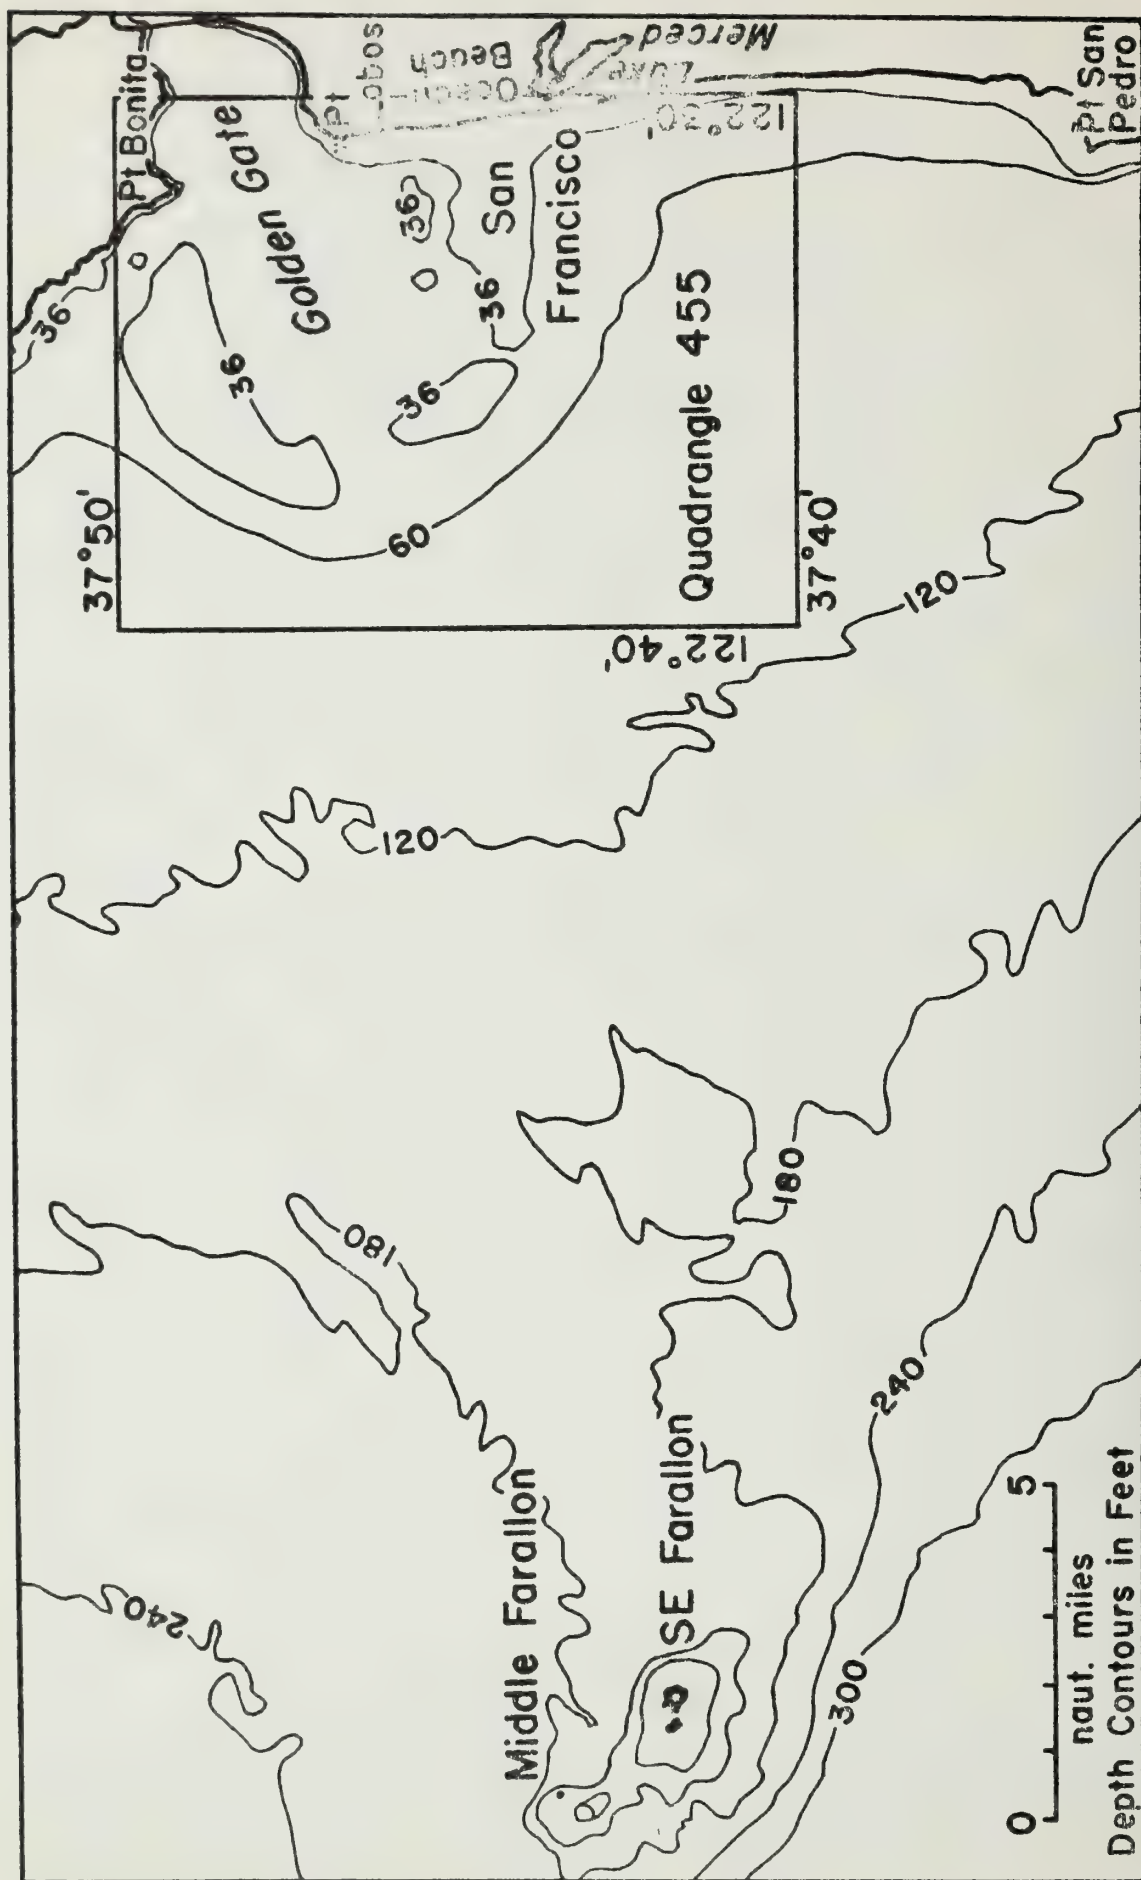 Pt Bonita
Golden Gate
Pt
Lobos
Ocean
Beach
Lake
Merced
Pt San
Pedro
San
Francisco
36
36
36
36
36
60
37°50'
37°40'
122°40'
122°30'
Quadrangle 455
120
120
180
180
240
240
300
Middle Farallon
SE Farallon
0 5
naut. miles
Depth Contours in Feet